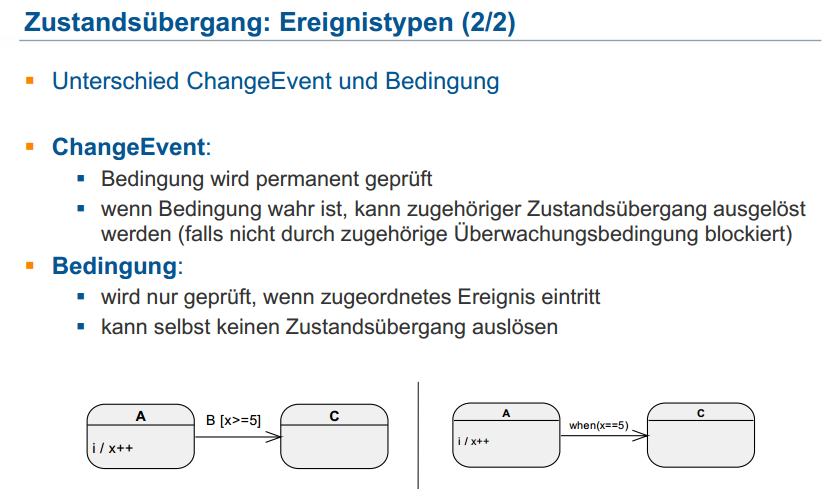 Zustandsübergang: Ereignistypen (2/2)
Unterschied ChangeEvent und Bedingung
ChangeEvent:
Bedingung wird permanent geprüft
wenn Bedingung wahr ist, kann zugehöriger Zustandsübergang ausgelöst
werden (falls nicht durch zugehörige Überwachungsbedingung blockiert)
Bedingung:
wird nur geprüft, wenn zugeordnetes Ereignis eintritt
kann selbst keinen Zustandsübergang auslösen
A
i / x++
B [x>=5]
C
A
i / x++
when(x==5)
C